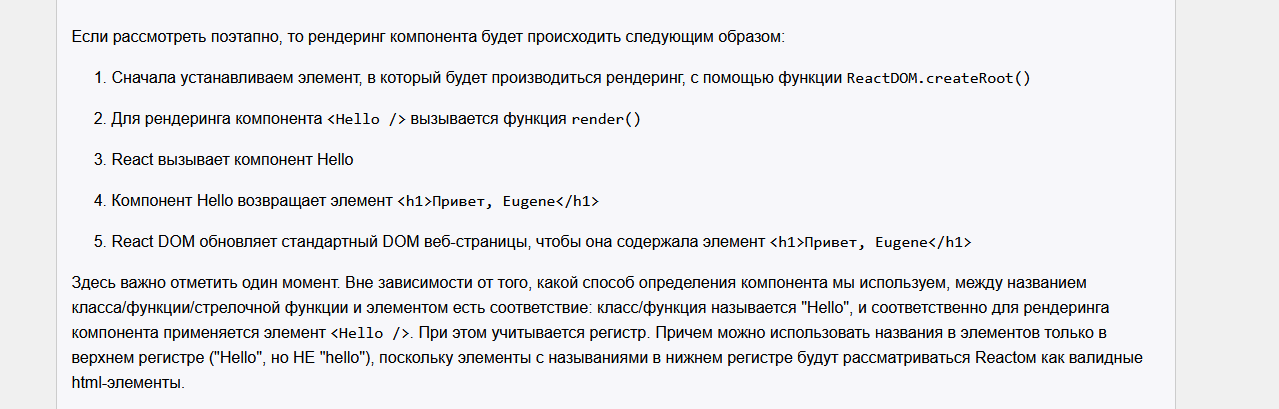 Если рассмотреть поэтапно, то рендеринг компонента будет происходить следующим образом:
1. Сначала устанавливаем элемент, в который будет производиться рендеринг, с помощью функции ReactDOM.createRoot()
2. Для рендеринга компонента <Hello /> вызывается функция render()
3. React вызывает компонент Hello
4. Компонент Hello возвращает элемент <h1>Привет, Eugene</h1>
5. React DOM обновляет стандартный DOM веб-страницы, чтобы она содержала элемент <h1>Привет, Eugene</h1>
Здесь важно отметить один момент. Вне зависимости от того, какой способ определения компонента мы используем, между названием
класса/функции/стрелочной функции и элементом есть соответствие: класс/функция называется "Hello", и соответственно для рендеринга
компонента применяется элемент <Hello />. При этом учитывается регистр. Причем можно использовать названия в элементов только в
верхнем регистре ("Hello", но НЕ "hello"), поскольку элементы с называниями в нижнем регистре будут рассматриваться Reactом как валидные
html-элементы.